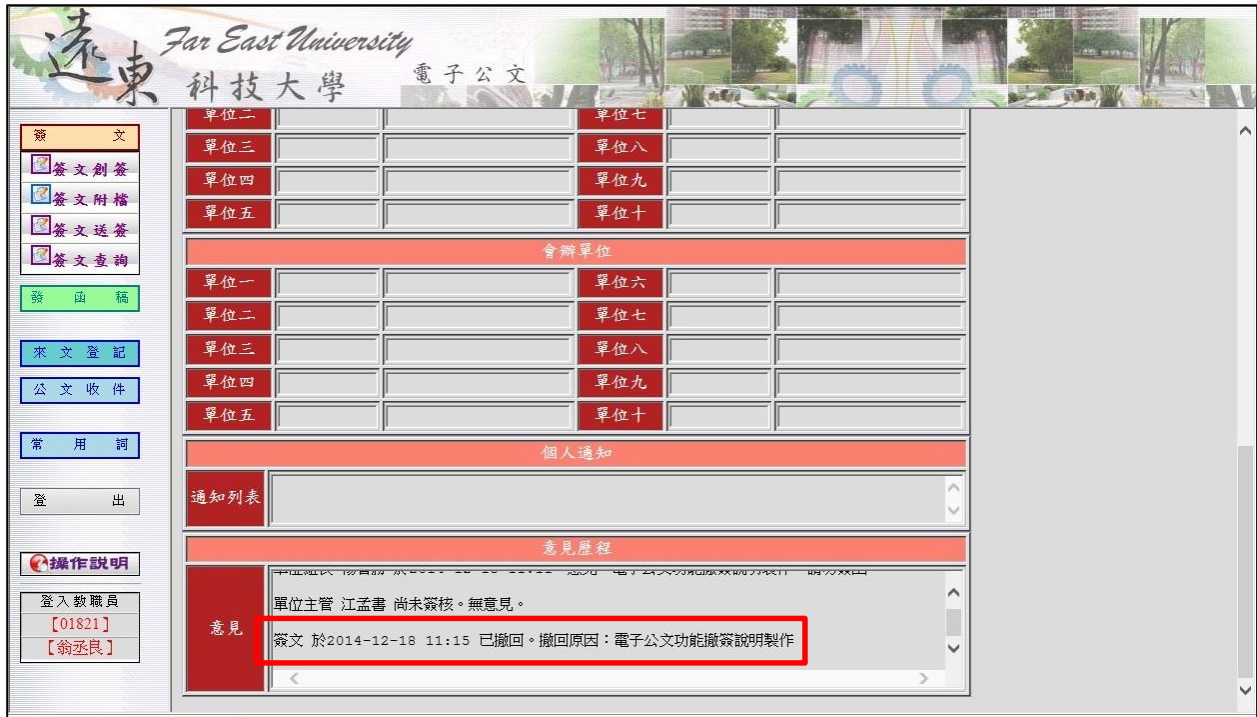 遠東
Far East University
科技大學
電子公文
簽文
簽文創簽
簽文附檔
簽文送簽
簽文查詢
發函稿
來文登記
公文收件
常用詞
登出
操作説明
登入教職員
【01821】
【翁丞良】
單位二 單位七
單位三 單位八
單位四 單位九
單位五 單位十
會辦單位
單位一 單位六
單位二 單位七
單位三 單位八
單位四 單位九
單位五 單位十
個人通知
通知列表
意見歷程
意見
單位主管 江孟書 尚未簽核。無意見。
簽文 於2014-12-18 11:15 已撤回。撤回原因：電子公文功能撤簽說明製作